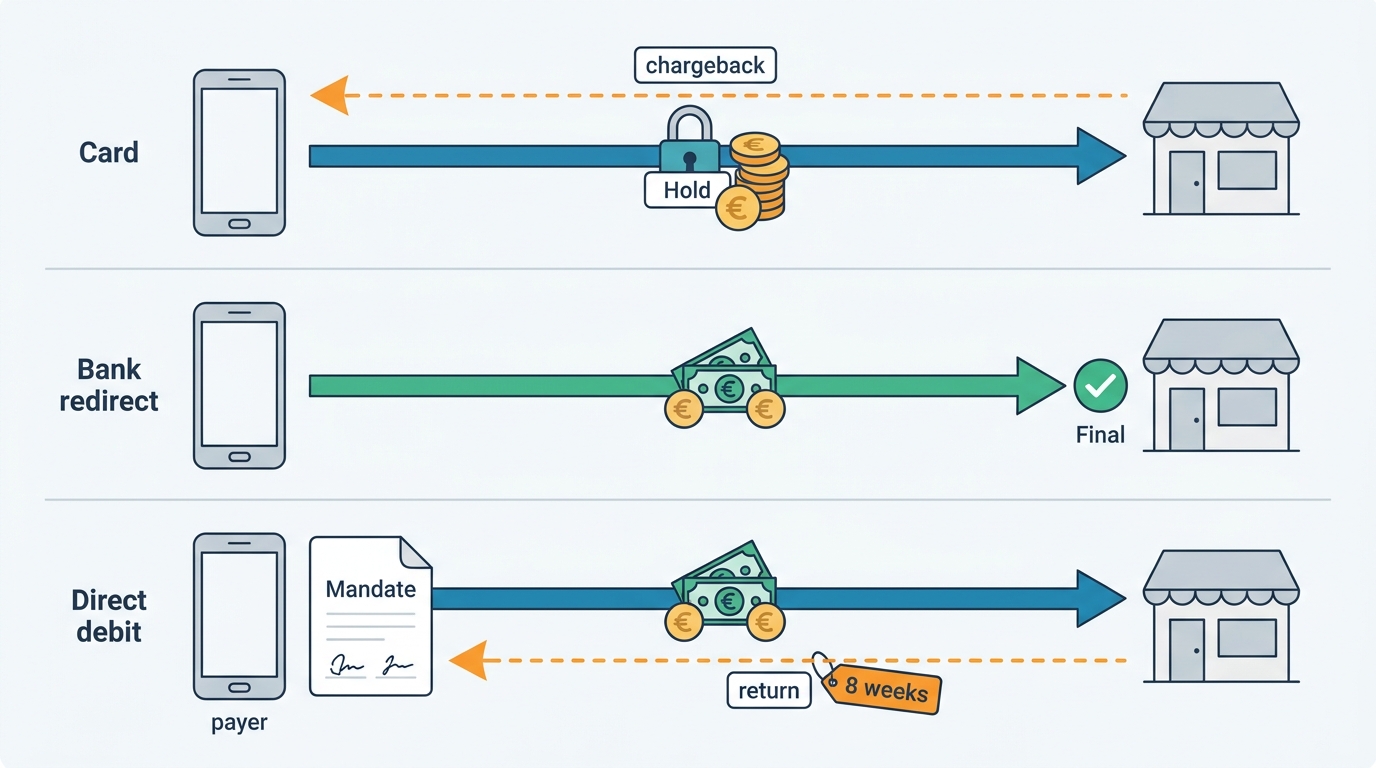 chargeback
Card
Hold
€
€
Bank
redirect
€
€
€
Final
Direct
debit
Mandate
€
€
€
return
8 weeks
payer